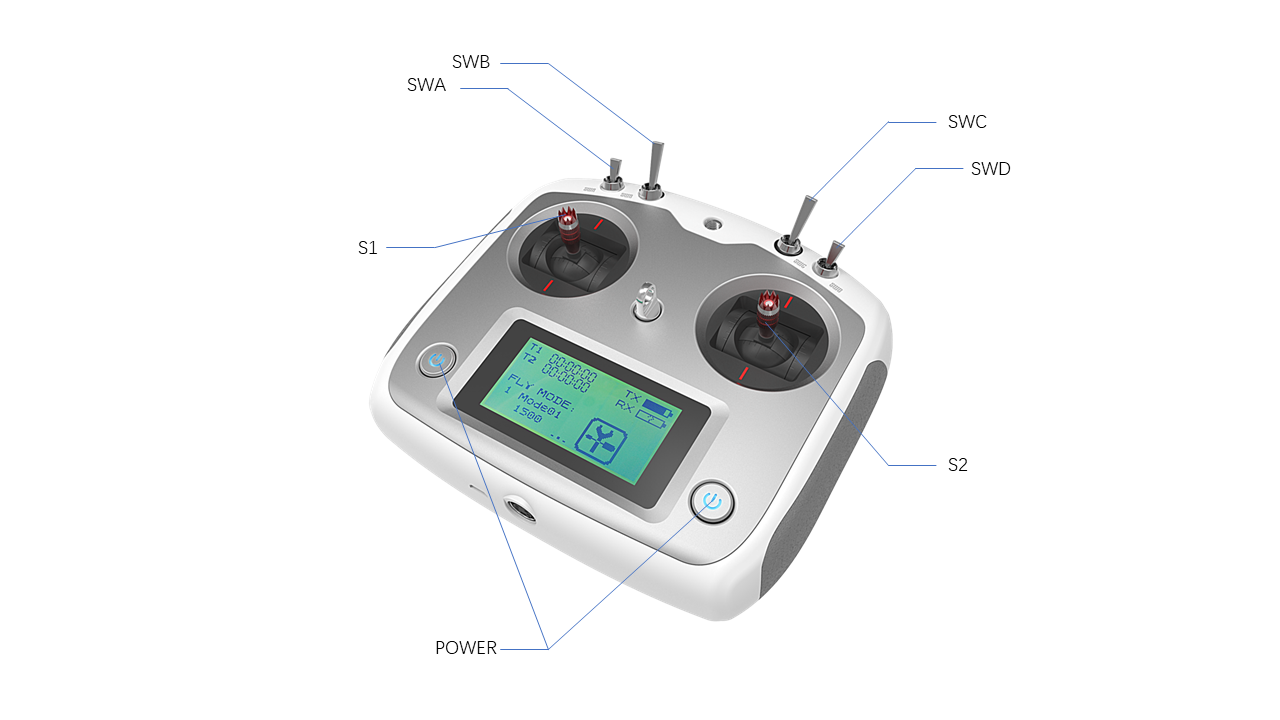 SWB
SWA
SWC
SWD
S1
T1 00:00:00
T2 00:00:00
TX
RX
FLY MODE:
1 Mode01
1500
...
S2
POWER